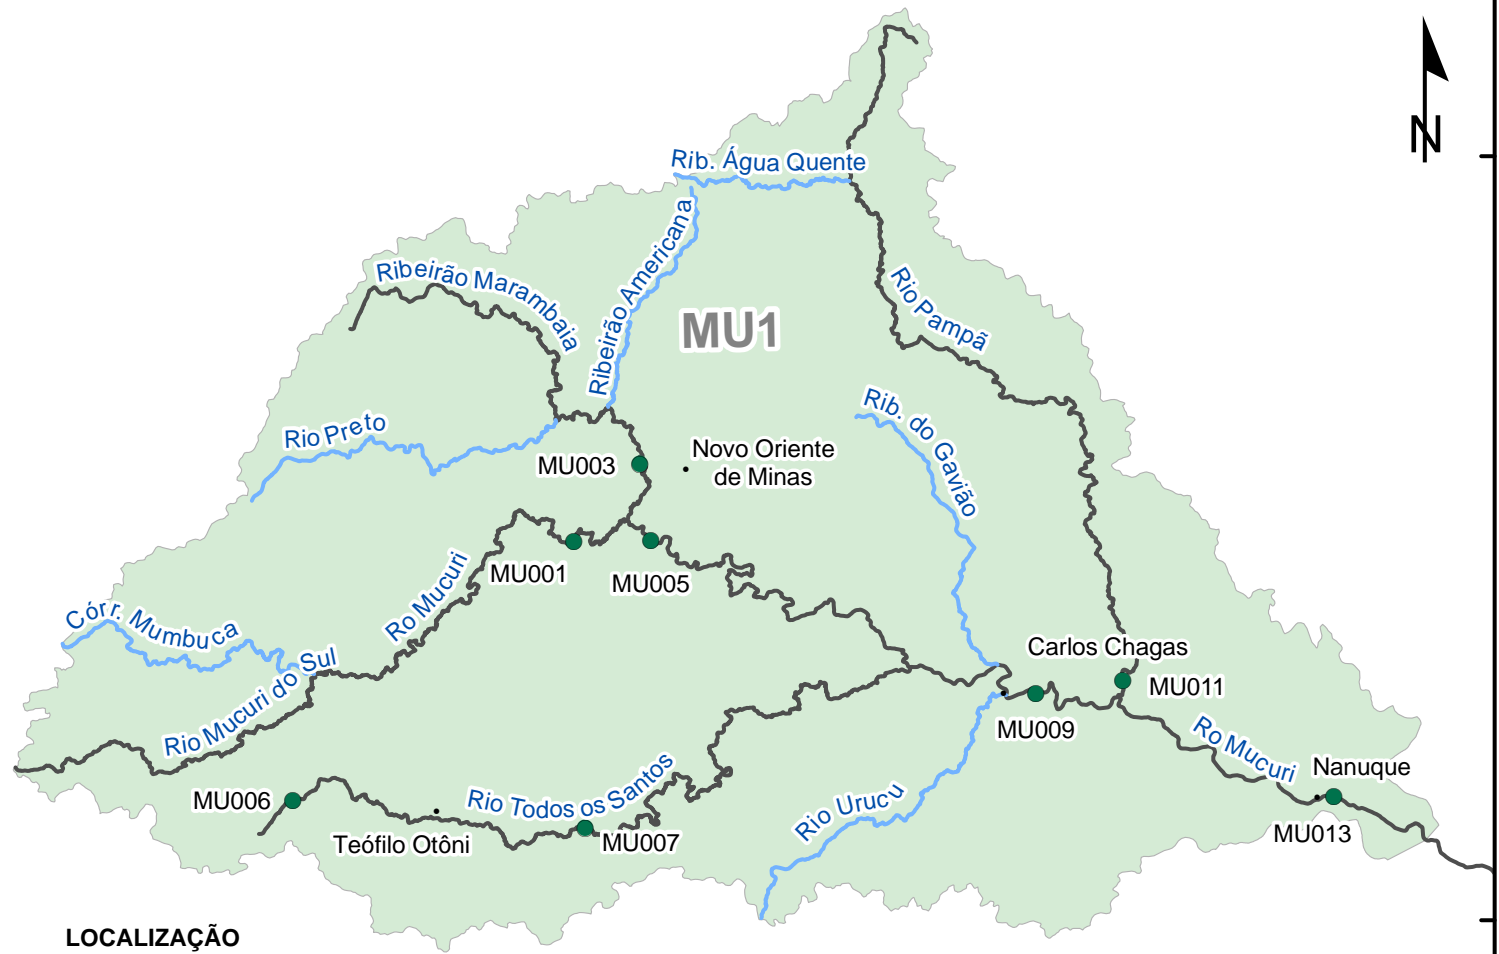 N
Rib. Água Quente
Ribeirão Americana
Ribeirão Marambaia
MU1
Rio Pampã
Rio Preto
Rib. do Gavião
MU003
Novo Oriente
de Minas
MU001
MU005
Ro Mucuri
Córr. Mumbuca
Rio Mucuri do Sul
Carlos Chagas
MU011
MU009
Ro Mucuri
Nanuque
MU013
MU006
Rio Todos os Santos
Rio Urucu
Teófilo Otôni
MU007
LOCALIZAÇÃO